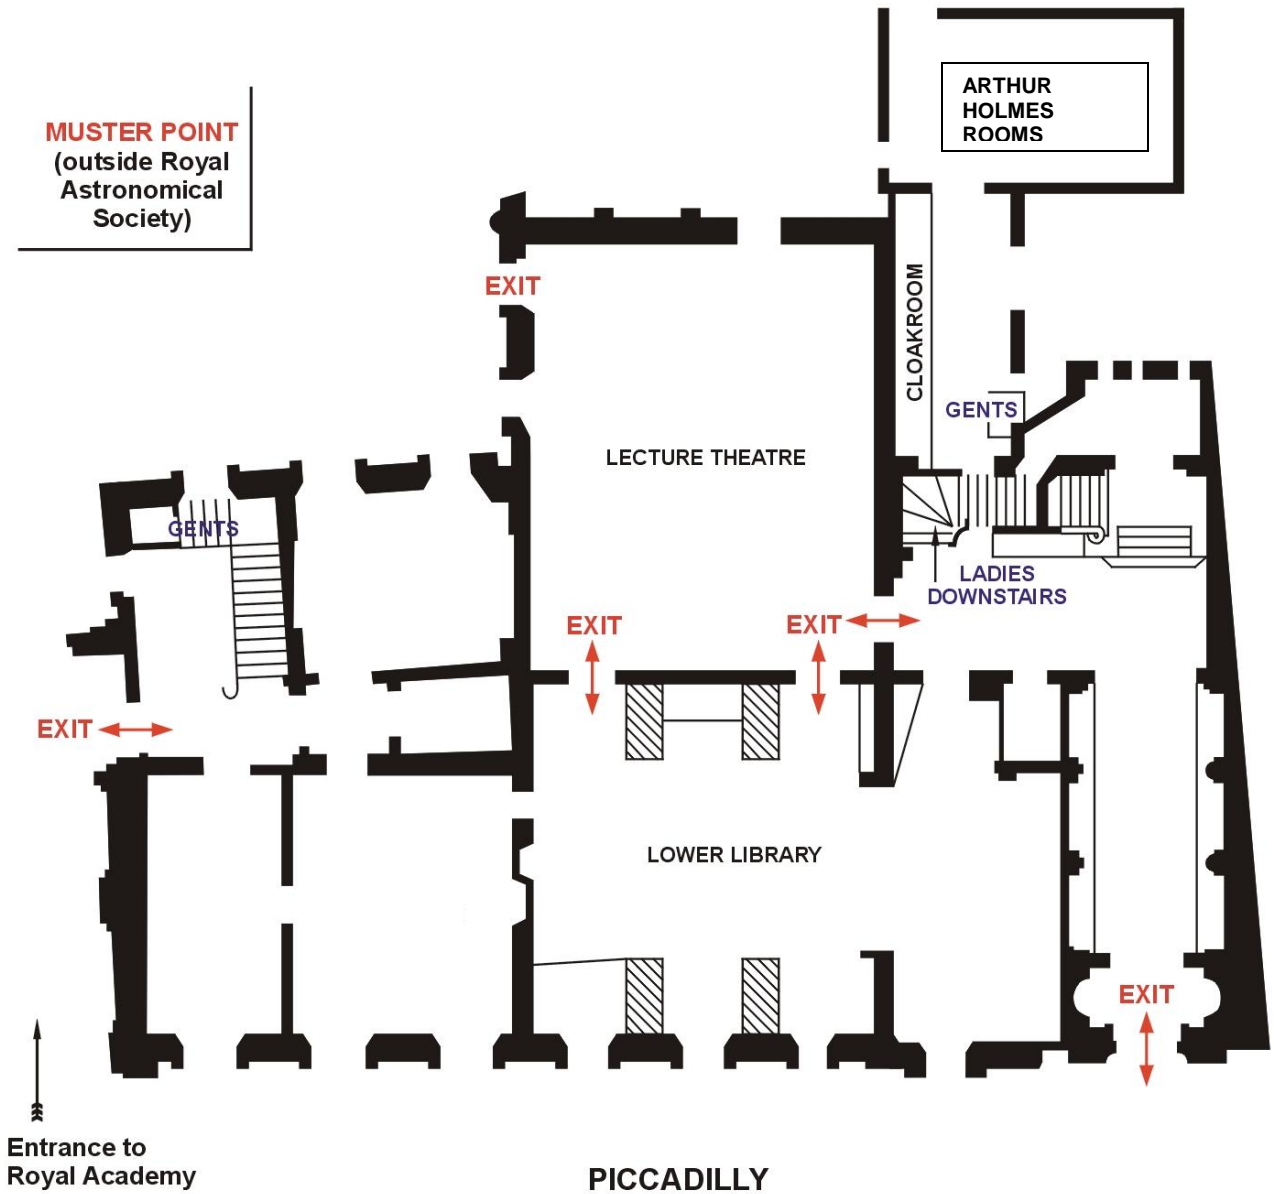 ARTHUR
HOLMES
ROOMS
MUSTER POINT
(outside Royal
Astronomical
Society)
EXIT
CLOAKROOM
GENTS
LECTURE THEATRE
GENTS
LADIES
DOWNSTAIRS
EXIT
EXIT
EXIT
LOWER LIBRARY
EXIT
Entrance to
Royal Academy
PICCADILLY